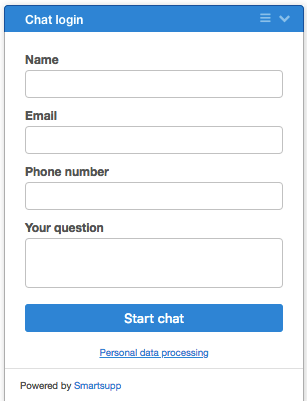 Chat login
Name
Email
Phone number
Your question
Start chat
Personal data processing
Powered by Smartsupp